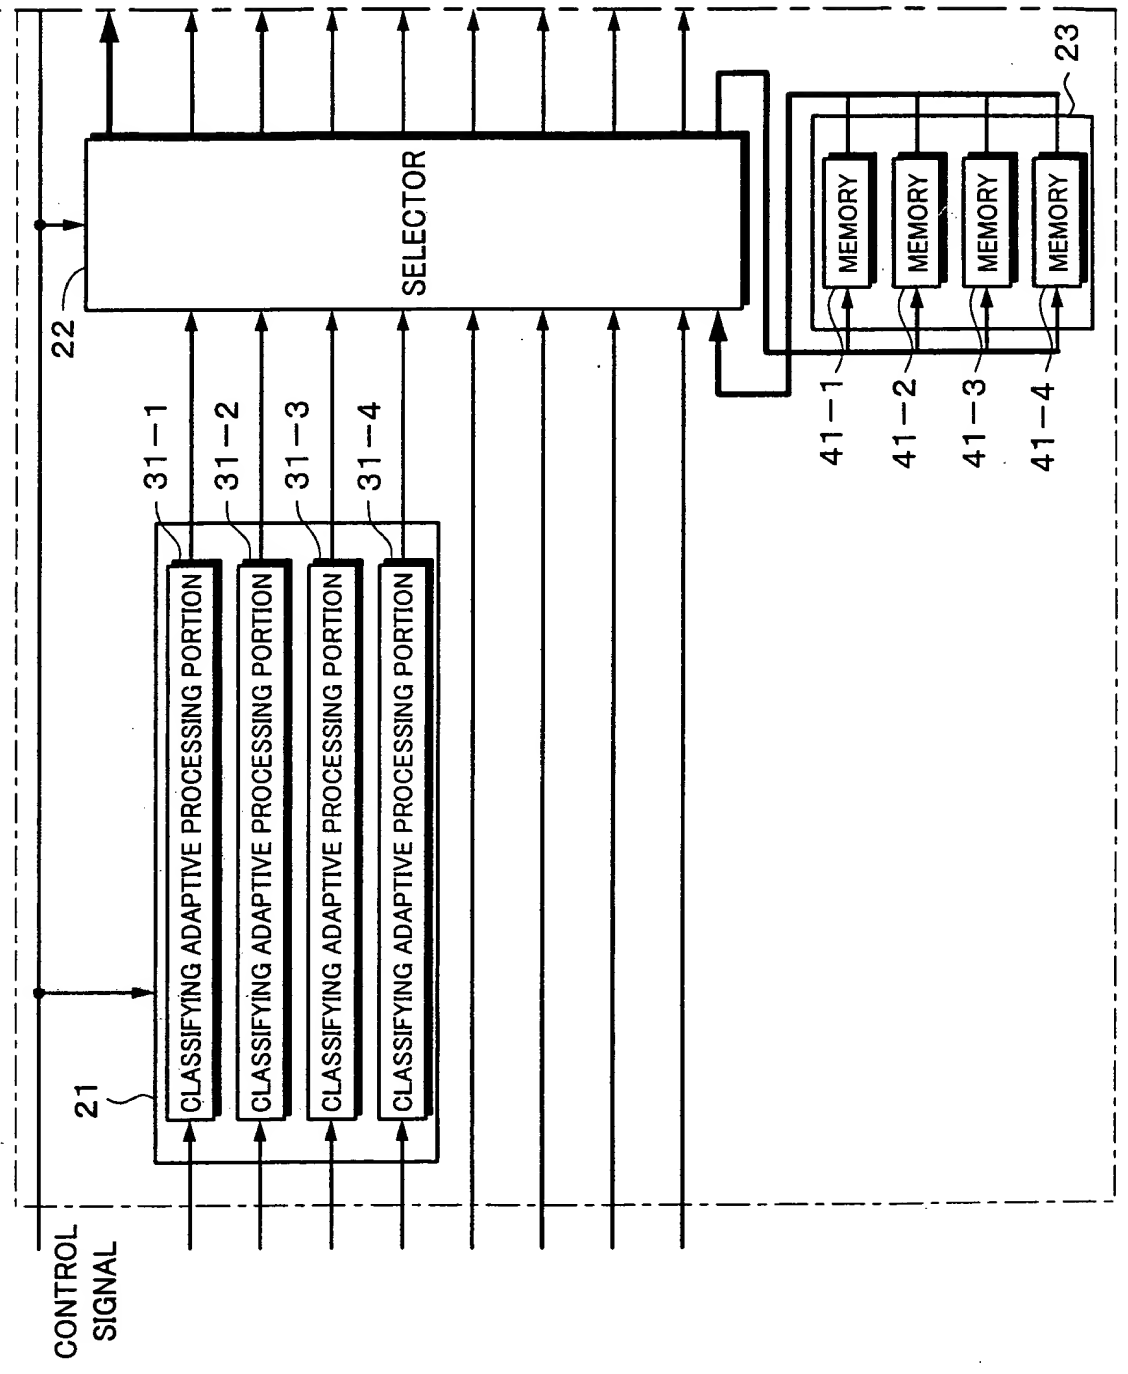 CONTROL
SIGNAL
21
CLASSIFYING ADAPTIVE PROCESSING PORTION
CLASSIFYING ADAPTIVE PROCESSING PORTION
CLASSIFYING ADAPTIVE PROCESSING PORTION
CLASSIFYING ADAPTIVE PROCESSING PORTION
31-1
31-2
31-3
31-4
22
SELECTOR
41-1
41-2
41-3
41-4
MEMORY
MEMORY
MEMORY
MEMORY
23